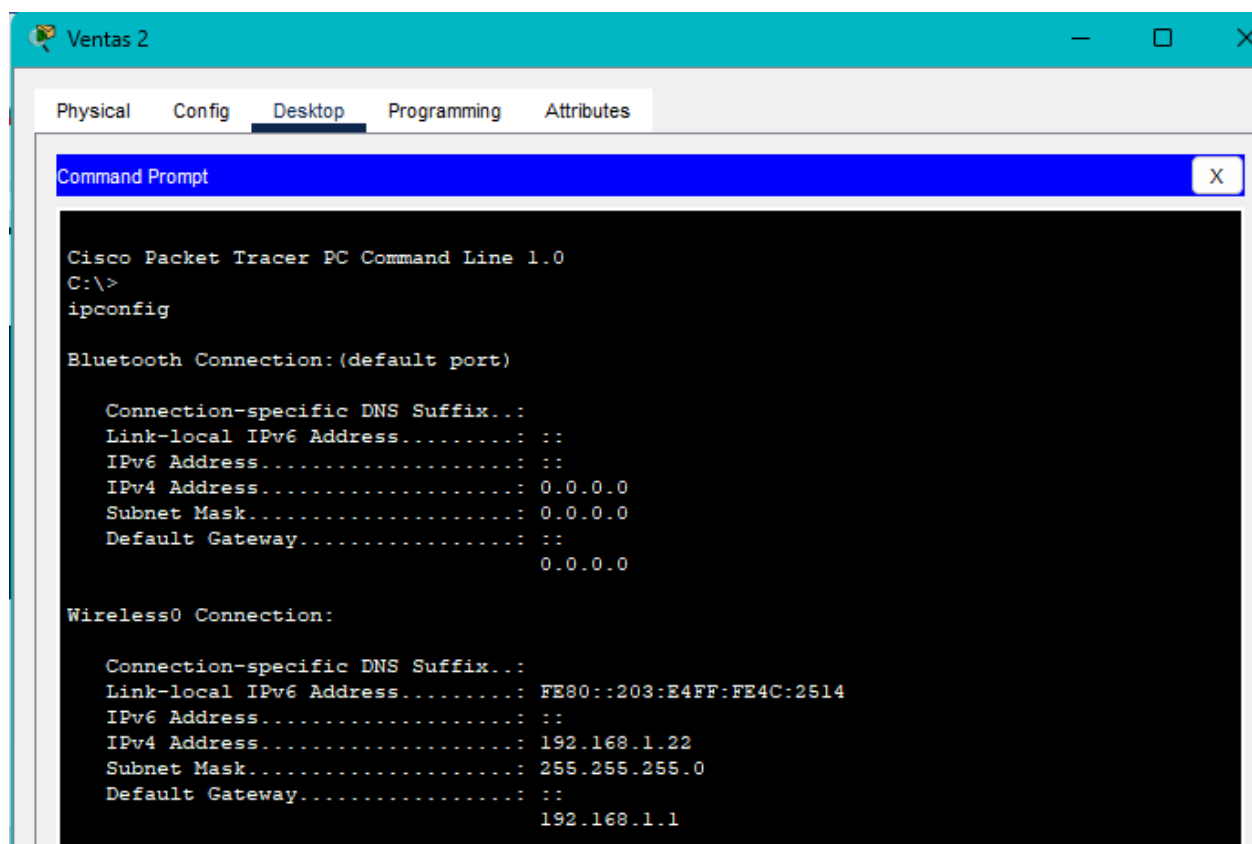 Ventas 2
Physical Config Desktop Programming Attributes
Command Prompt X
Cisco Packet Tracer PC Command Line 1.0
C:\>
ipconfig
Bluetooth Connection:(default port)
Connection-specific DNS Suffix..:
Link-local IPv6 Address.........: ::
IPv6 Address....................: ::
IPv4 Address....................: 0.0.0.0
Subnet Mask.....................: 0.0.0.0
Default Gateway.................: ::
0.0.0.0
Wireless0 Connection:
Connection-specific DNS Suffix..:
Link-local IPv6 Address.........: FE80::203:E4FF:FE4C:2514
IPv6 Address....................: ::
IPv4 Address....................: 192.168.1.22
Subnet Mask.....................: 255.255.255.0
Default Gateway.................: ::
192.168.1.1